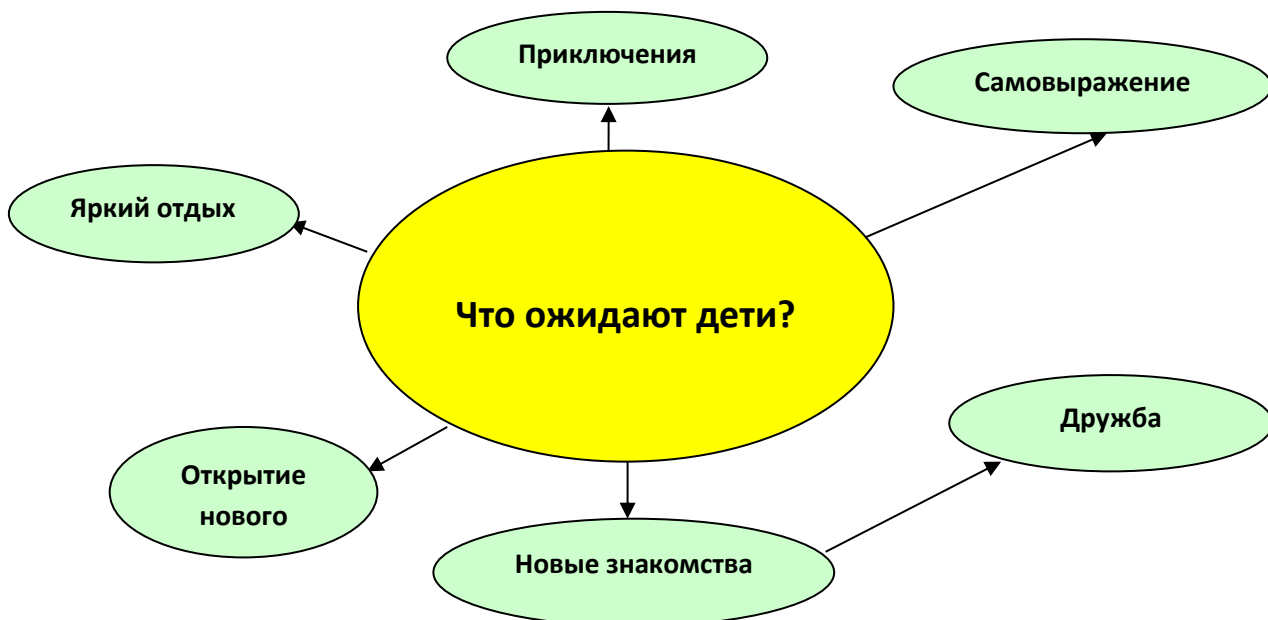 Приключения
Самовыражение
Яркий отдых
Что ожидают дети?
Дружба
Открытие
нового
Новые знакомства